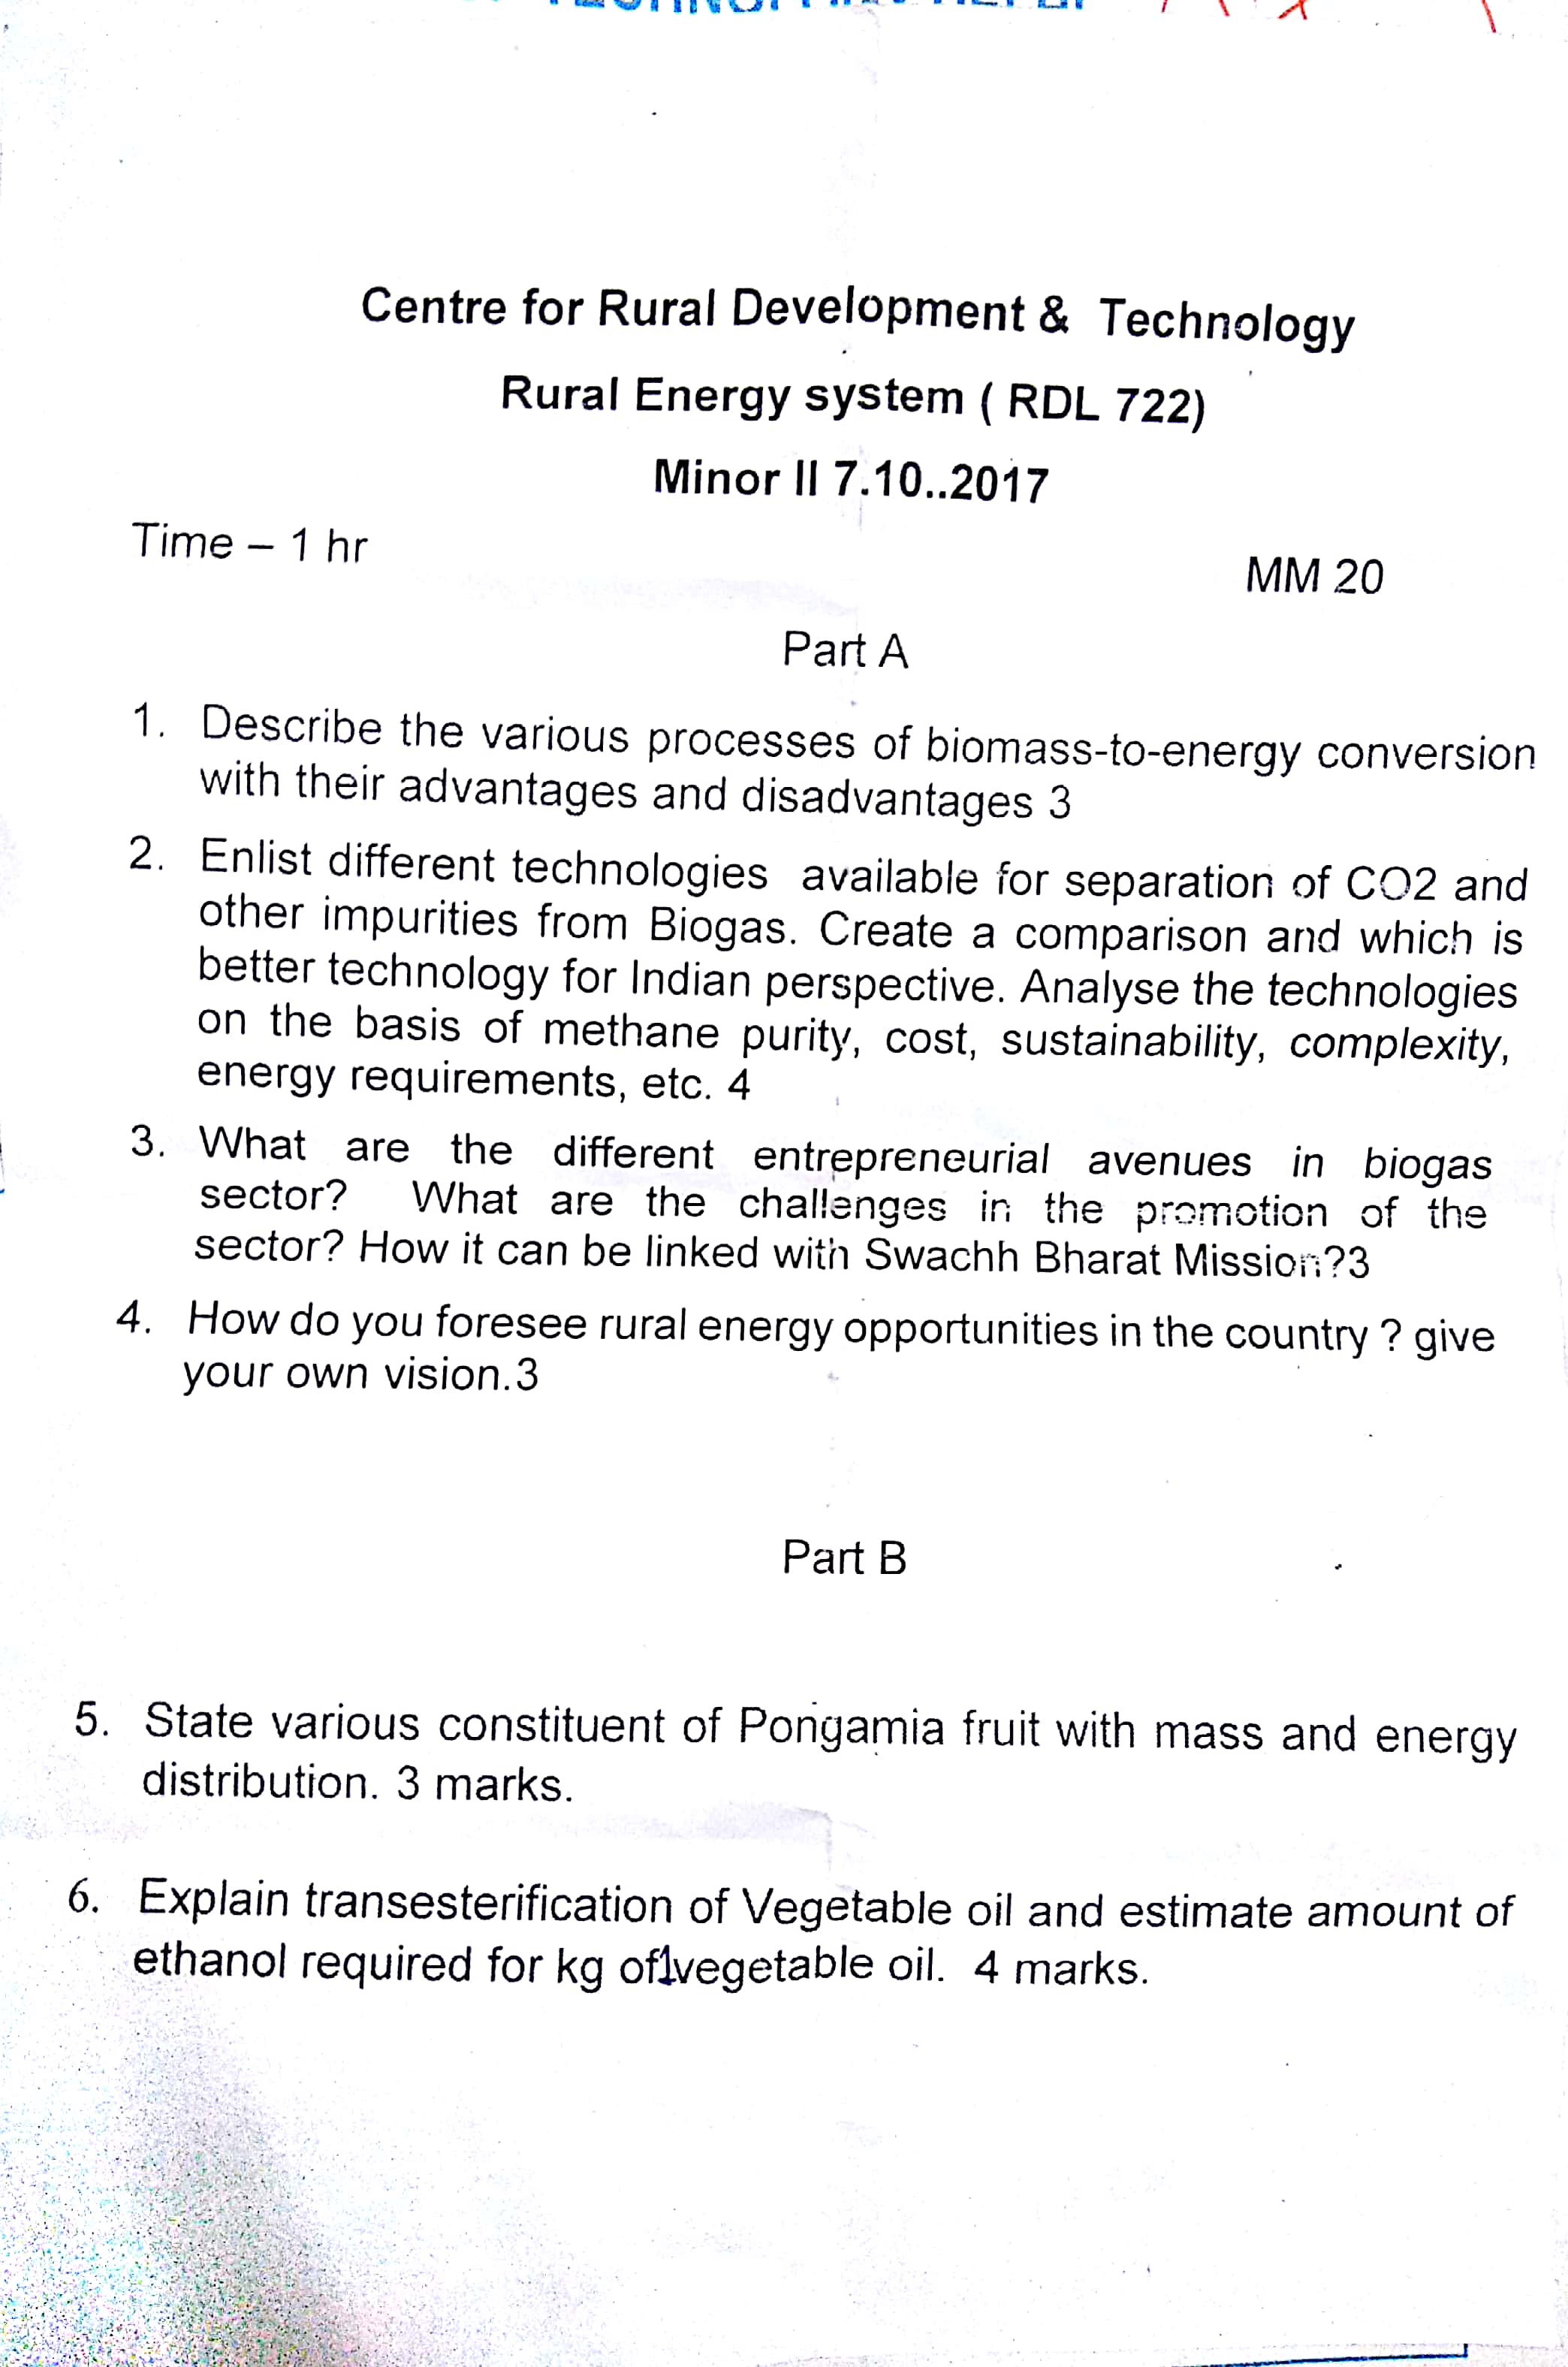 Centre for Rural Development & Technology
Rural Energy system ( RDL 722)
Minor II 7.10..2017
Time – 1 hr
MM 20
Part A
1. Describe the various processes of biomass-to-energy conversion
with their advantages and disadvantages 3
2. Enlist different technologies available for separation of CO2 and
other impurities from Biogas. Create a comparison and which is
better technology for Indian perspective. Analyse the technologies
on the basis of methane purity, cost, sustainability, complexity,
energy requirements, etc. 4
3. What are the different entrepreneurial avenues in biogas
sector? What are the challenges in the promotion of the
sector? How it can be linked with Swachh Bharat Mission?3
4. How do you foresee rural energy opportunities in the country ? give
your own vision.3
Part B
5. State various constituent of Pongamia fruit with mass and energy
distribution. 3 marks.
6. Explain transesterification of Vegetable oil and estimate amount of
ethanol required for kg of1vegetable oil. 4 marks.